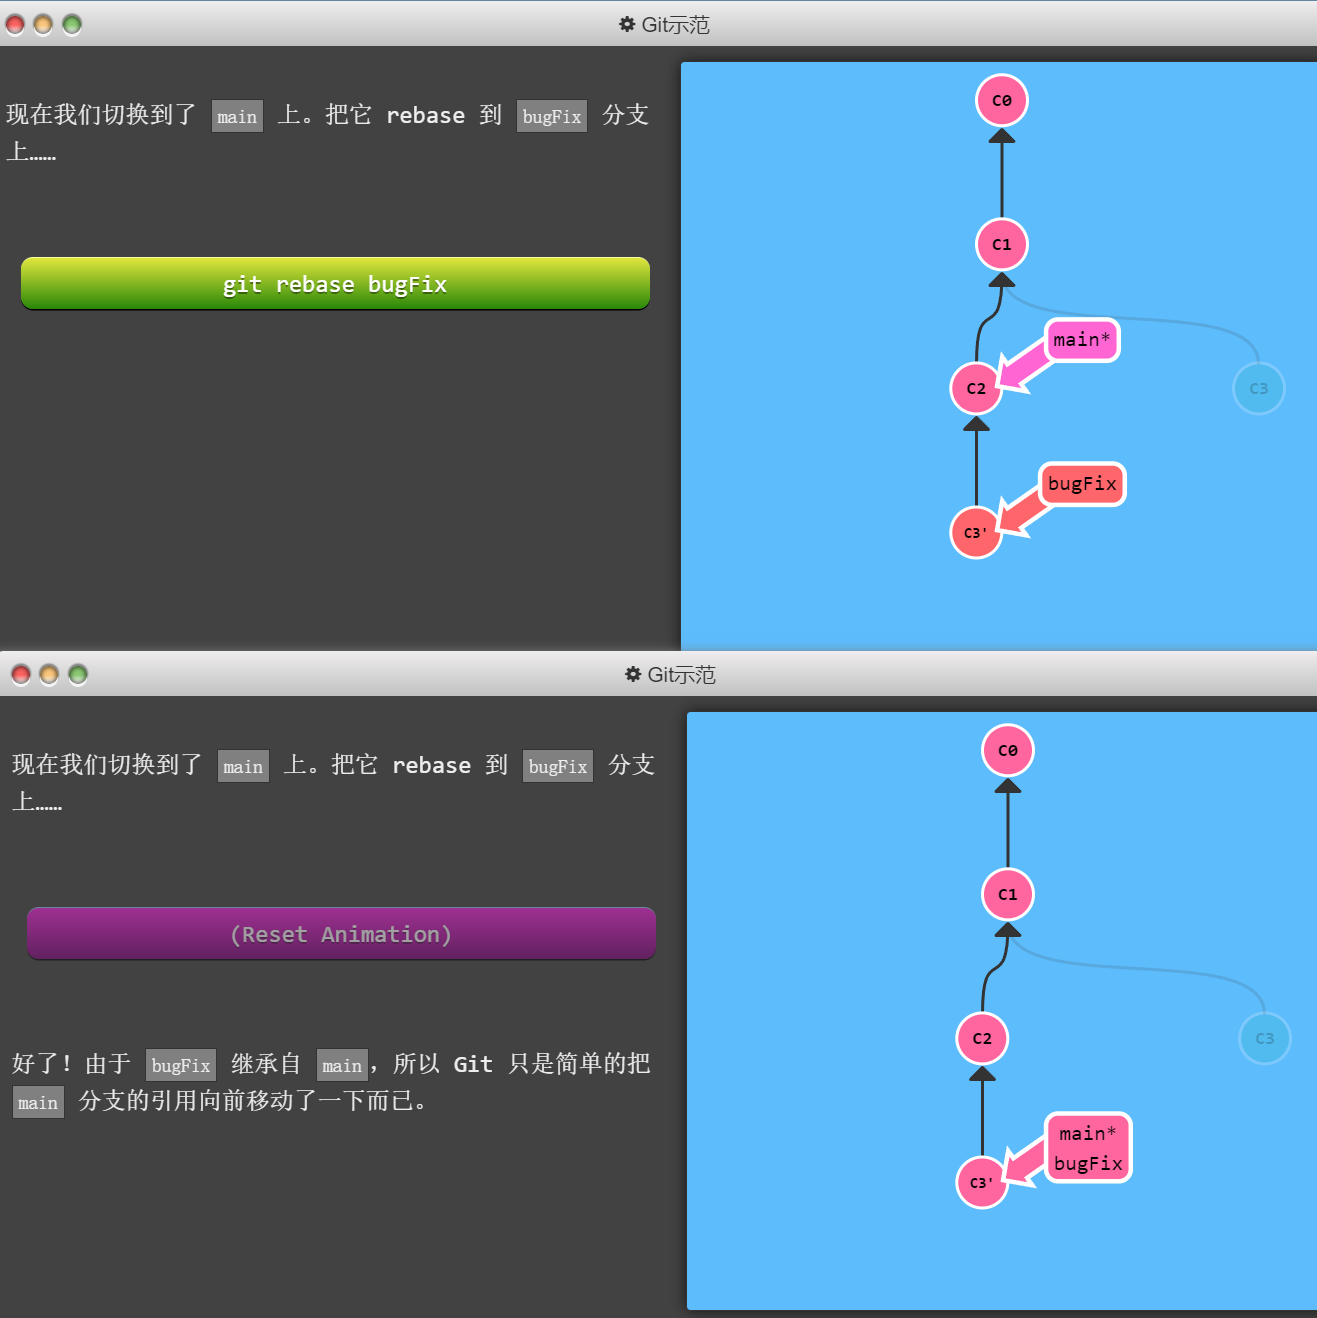 Git示范
现在我们切换到了 main 上。把它 rebase 到 bugFix 分支
上……
git rebase bugFix
C0
C1
main*
C2
C3
bugFix
C3'
Git示范
现在我们切换到了 main 上。把它 rebase 到 bugFix 分支
上……
(Reset Animation)
好了！由于 bugFix 继承自 main，所以 Git 只是简单的把
main 分支的引用向前移动了一下而已。
C0
C1
C2
C3
main*
bugFix
C3'